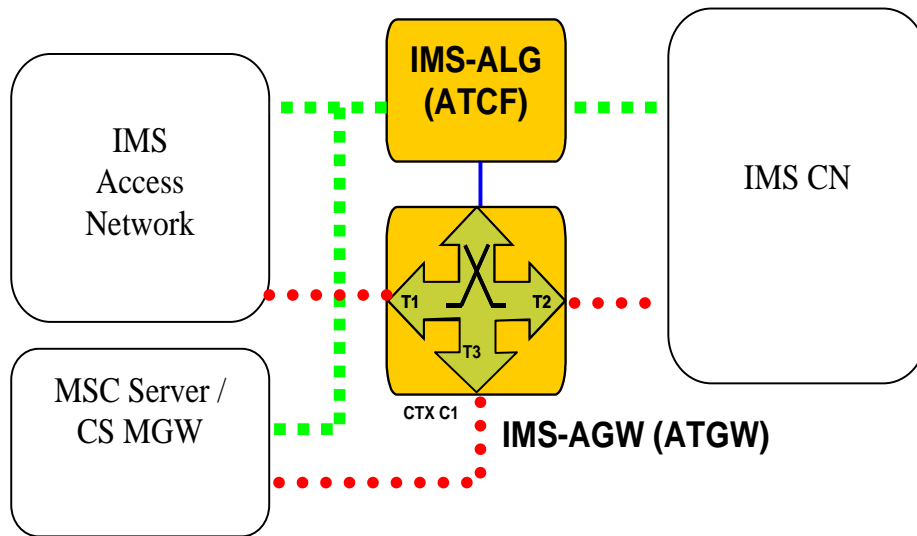 IMS-ALG
(ATCF)
IMS
Access
Network
IMS CN
T1
T2
T3
MSC Server /
CS MGW
CTX C1
IMS-AGW (ATGW)